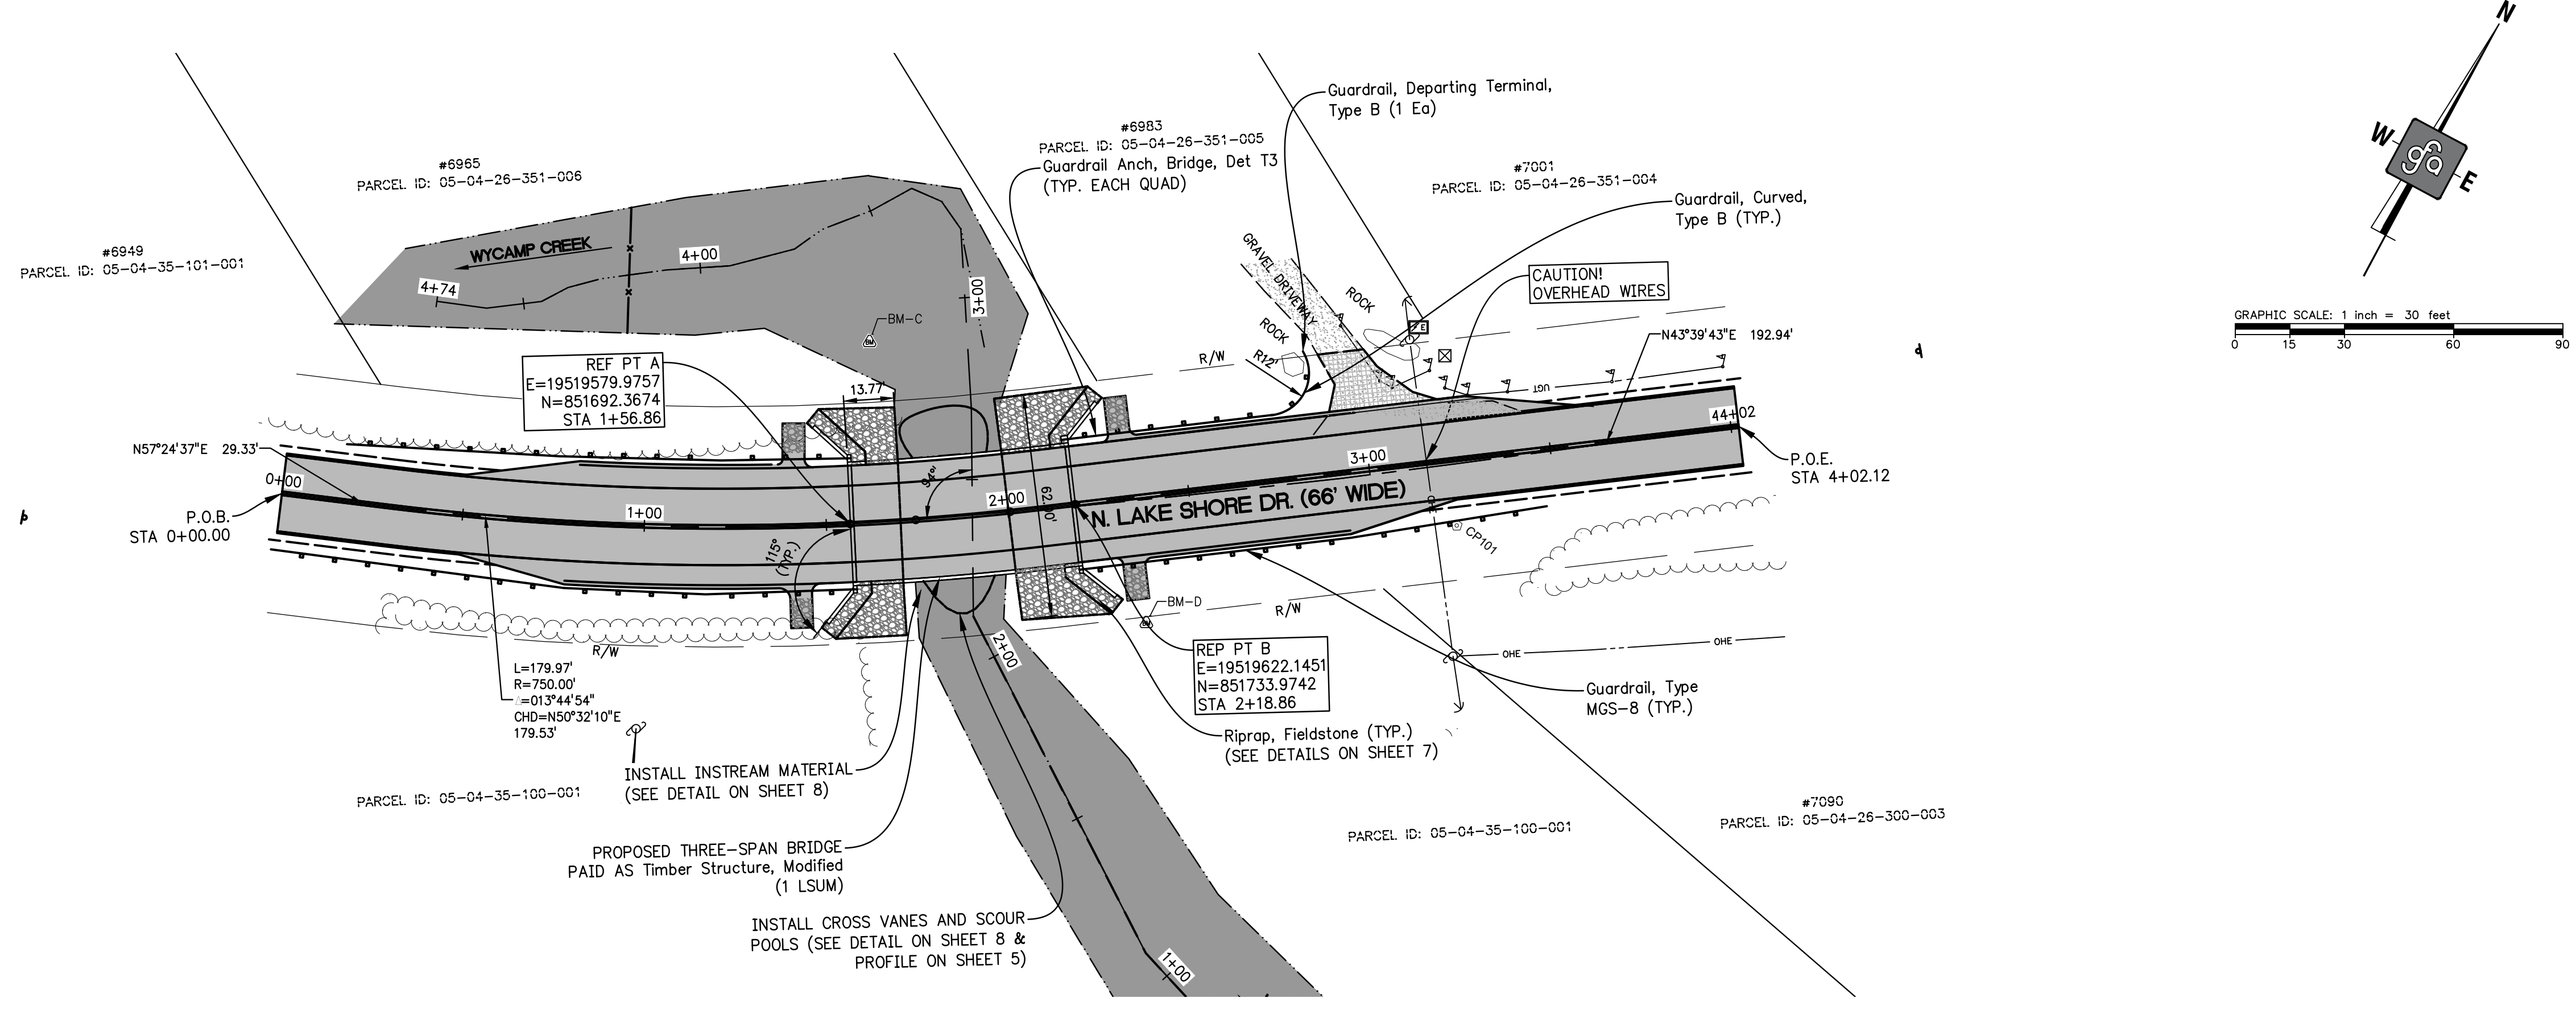 N
W
gfa
E
GRAPHIC SCALE: 1 inch = 30 feet
0 15 30 60 90
Guardrail, Departing Terminal,
Type B (1 Ea)
#6983
PARCEL ID: 05-04-26-351-005
Guardrail Anch, Bridge, Det T3
(TYP. EACH QUAD)
#6965
PARCEL ID: 05-04-26-351-006
#7001
PARCEL ID: 05-04-26-351-004
Guardrail, Curved,
Type B (TYP.)
#6949
PARCEL ID: 05-04-35-101-001
WYCAMP CREEK
4+00
4+74
3+00
BM-C
BM
GRAVEL DRIVEWAY
ROCK
ROCK
E
CAUTION!
OVERHEAD WIRES
N43°39'43"E 192.94'
R/W
R12'
UGT
REF PT A
E=19519579.9757
N=851692.3674
STA 1+56.86
13.77'
N57°24'37"E 29.33'
0+00
P.O.B.
STA 0+00.00
1+00
94°
2+00
62.00'
N. LAKE SHORE DR. (66' WIDE)
3+00
44+02
P.O.E.
STA 4+02.12
115°
(TYP.)
OHE
CP101
BM-D
BM
R/W
R/W
L=179.97'
R=750.00'
△=013°44'54"
CHD=N50°32'10"E
179.53'
2+00
REP PT B
E=19519622.1451
N=851733.9742
STA 2+18.86
OHE
OHE
Guardrail, Type
MGS-8 (TYP.)
Riprap, Fieldstone (TYP.)
(SEE DETAILS ON SHEET 7)
INSTALL INSTREAM MATERIAL
(SEE DETAIL ON SHEET 8)
PARCEL ID: 05-04-35-100-001
PROPOSED THREE-SPAN BRIDGE
PAID AS Timber Structure, Modified
(1 LSUM)
INSTALL CROSS VANES AND SCOUR
POOLS (SEE DETAIL ON SHEET 8 &
PROFILE ON SHEET 5)
1+00
PARCEL ID: 05-04-35-100-001
#7090
PARCEL ID: 05-04-26-300-003